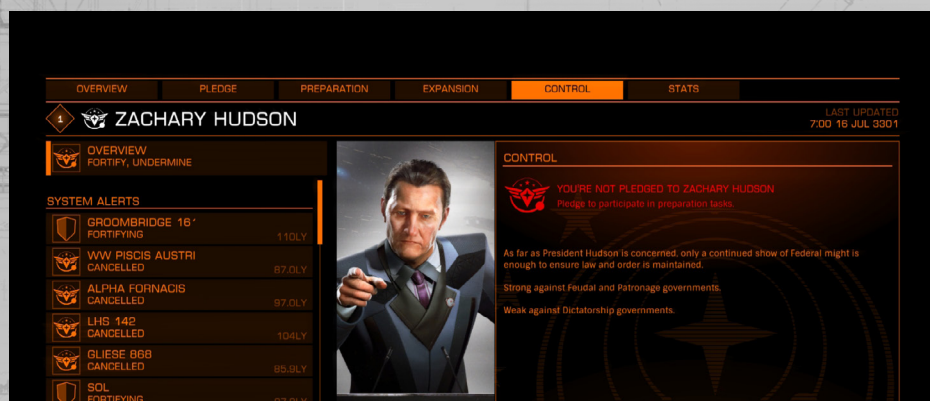 OVERVIEW PLEDGE PREPARATION EXPANSION CONTROL STATS
1 ZACHARY HUDSON
LAST UPDATED
7:00 16 JUL 3301
OVERVIEW
FORTIFY, UNDERMINE
SYSTEM ALERTS
GROOMBRIDGE 16
FORTIFYING
110LY
WW PISCIS AUSTRI
CANCELLED
87.0LY
ALPHA FORNACIS
CANCELLED
97.0LY
LHS 142
CANCELLED
104LY
GLIESE 868
CANCELLED
85.9LY
SOL
FORTIFYING
CONTROL
YOU'RE NOT PLEDGED TO ZACHARY HUDSON
Pledge to participate in preparation tasks.
As far as President Hudson is concerned, only a continued show of Federal might is
enough to ensure law and order is maintained.
Strong against Feudal and Patronage governments.
Weak against Dictatorship governments.